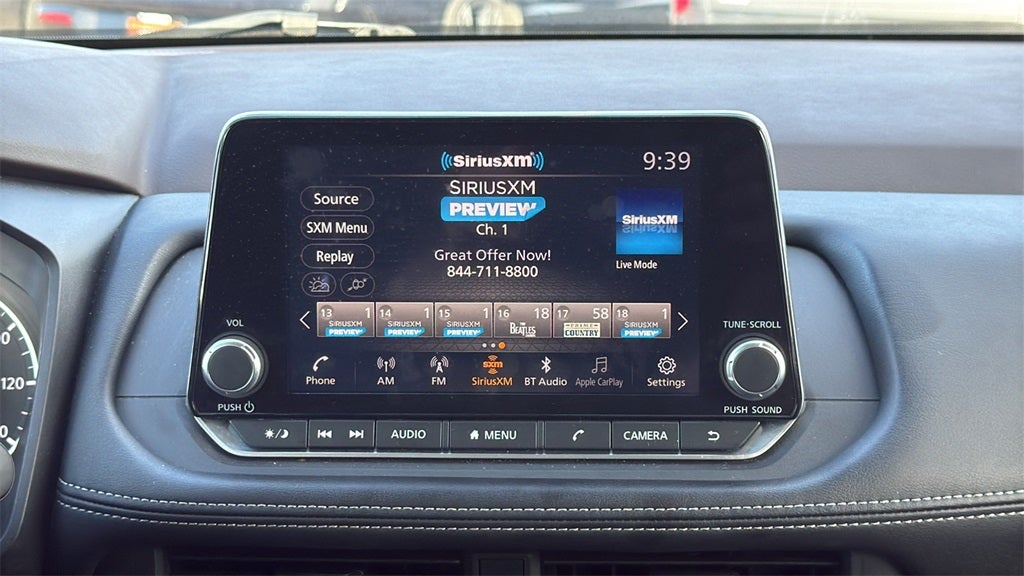 SiriusXM
9:39
Source
SXM Menu
Replay
SIRIUSXM
PREVIEW
Ch. 1
Great Offer Now!
844-711-8800
SiriusXM
Live Mode
13 1 14 1 15 1 16 18 17 58 18 1
SIRIUSXM PREVIEW SIRIUSXM PREVIEW SIRIUSXM PREVIEW THE BEATLES PRIME COUNTRY SIRIUSXM PREVIEW
Phone AM FM sxm SiriusXM BT Audio Apple CarPlay Settings
VOL
PUSH
TUNE·SCROLL
PUSH SOUND
AUDIO MENU CAMERA
120